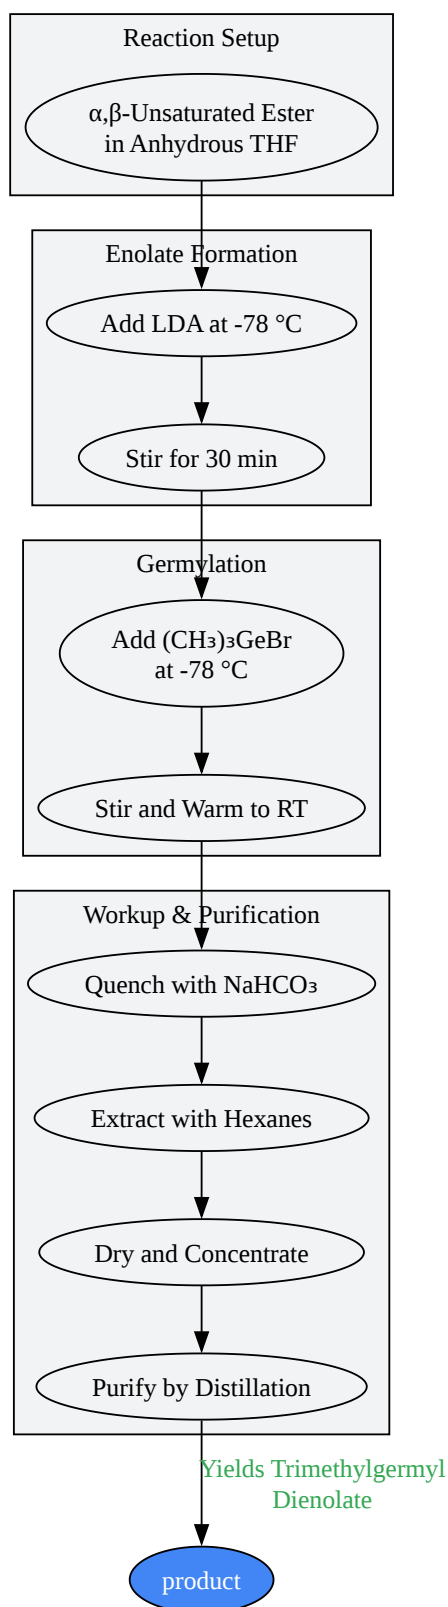 Reaction Setup
α,β-Unsaturated Ester
in Anhydrous THF
Enolate Formation
Add LDA at -78 °C
Stir for 30 min
Germylation
Add (CH₃)₃GeBr
at -78 °C
Stir and Warm to RT
Workup & Purification
Quench with NaHCO₃
Extract with Hexanes
Dry and Concentrate
Purify by Distillation
Yields Trimethylgermyl
Dienolate
product